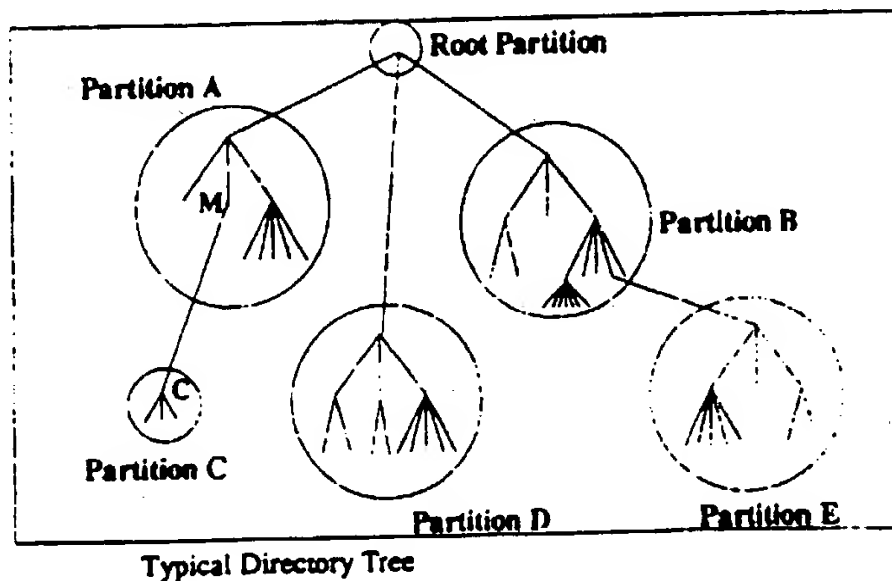 Root Partition
Partition A
M
Partition B
C
Partition C
Partition D
Partition E
Typical Directory Tree